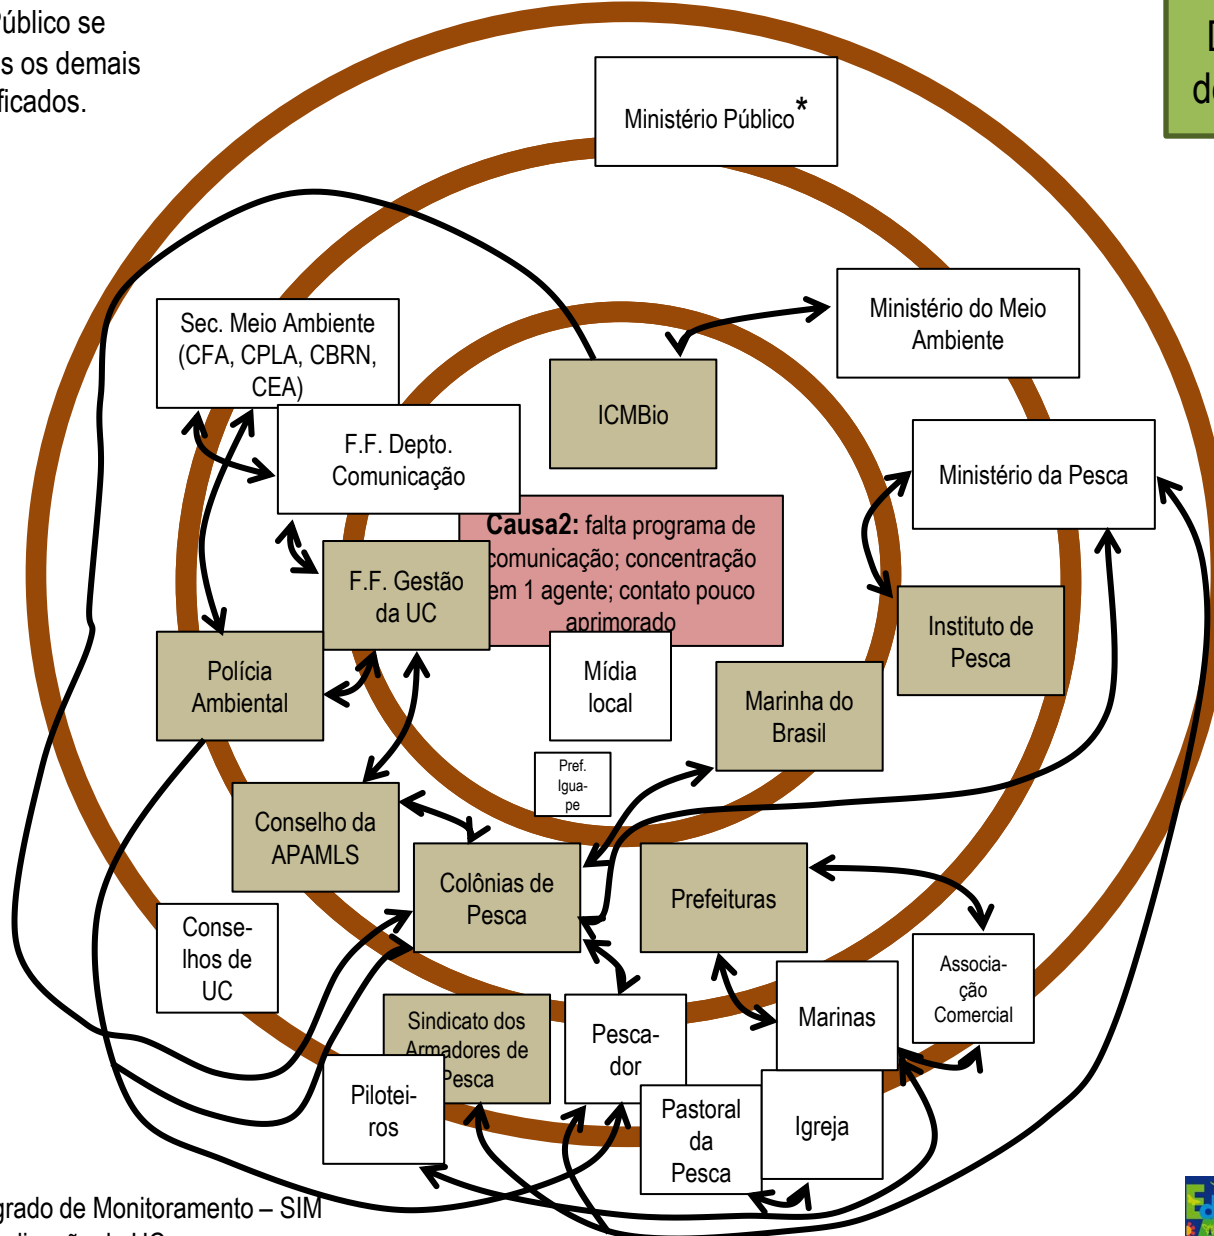 Público se
s os demais
ficados.
Ministério Público*
Sec. Meio Ambiente
(CFA, CPLA, CBRN,
CEA)
Ministério do Meio
Ambiente
ICMBio
F.F. Depto.
Comunicação
Ministério da Pesca
Causa2: falta programa de
comunicação; concentração
em 1 agente; contato pouco
aprimorado
F.F. Gestão
da UC
Instituto de
Pesca
Polícia
Ambiental
Mídia
local
Marinha do
Brasil
Pref.
Igua-
pe
Conselho da
APAMLS
Colônias de
Pesca
Prefeituras
Conse-
lhos de
UC
Associa-
ção
Comercial
Sindicato dos
Armadores de
Pesca
Pesca-
dor
Marinas
Pilotei-
ros
Pastoral
da
Pesca
Igreja
grado de Monitoramento – SIM